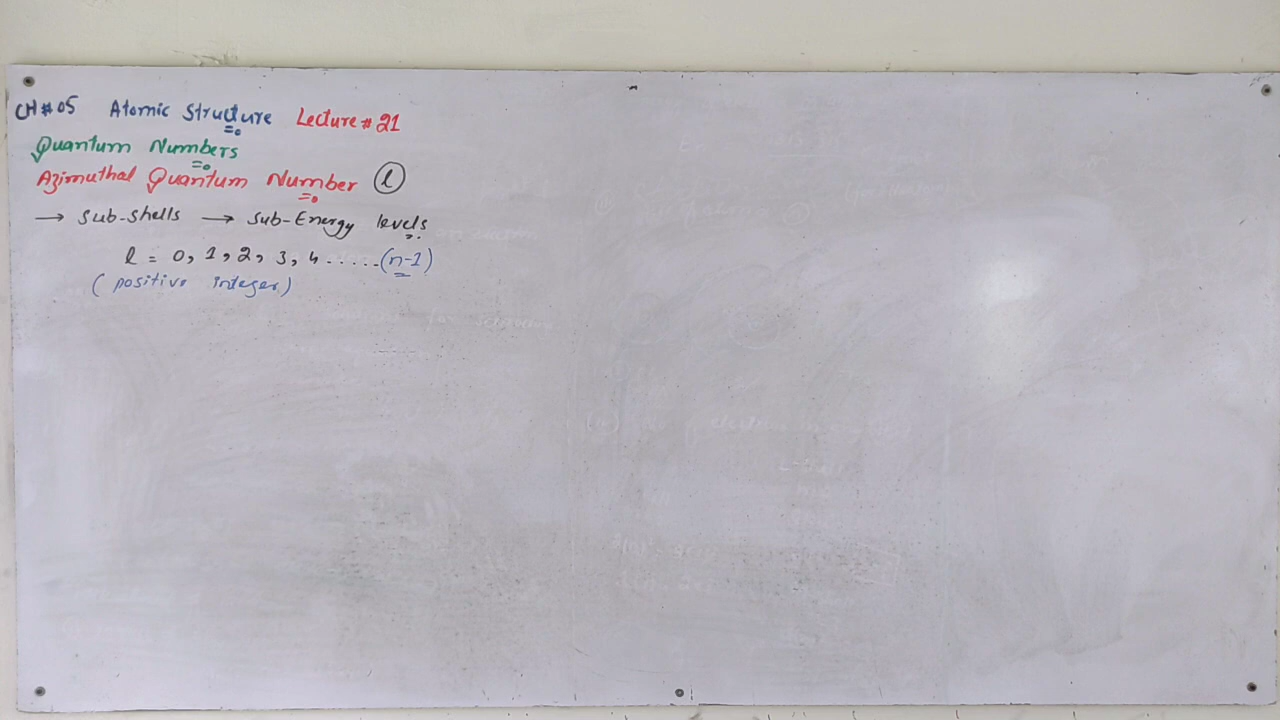 CH # 05 Atomic Structure Lecture # 21
Quantum Numbers
Azimuthal Quantum Number (l)
→ sub-shells → sub-Energy levels
l = 0, 1, 2, 3, 4 ..... (n-1)
(positive integer)